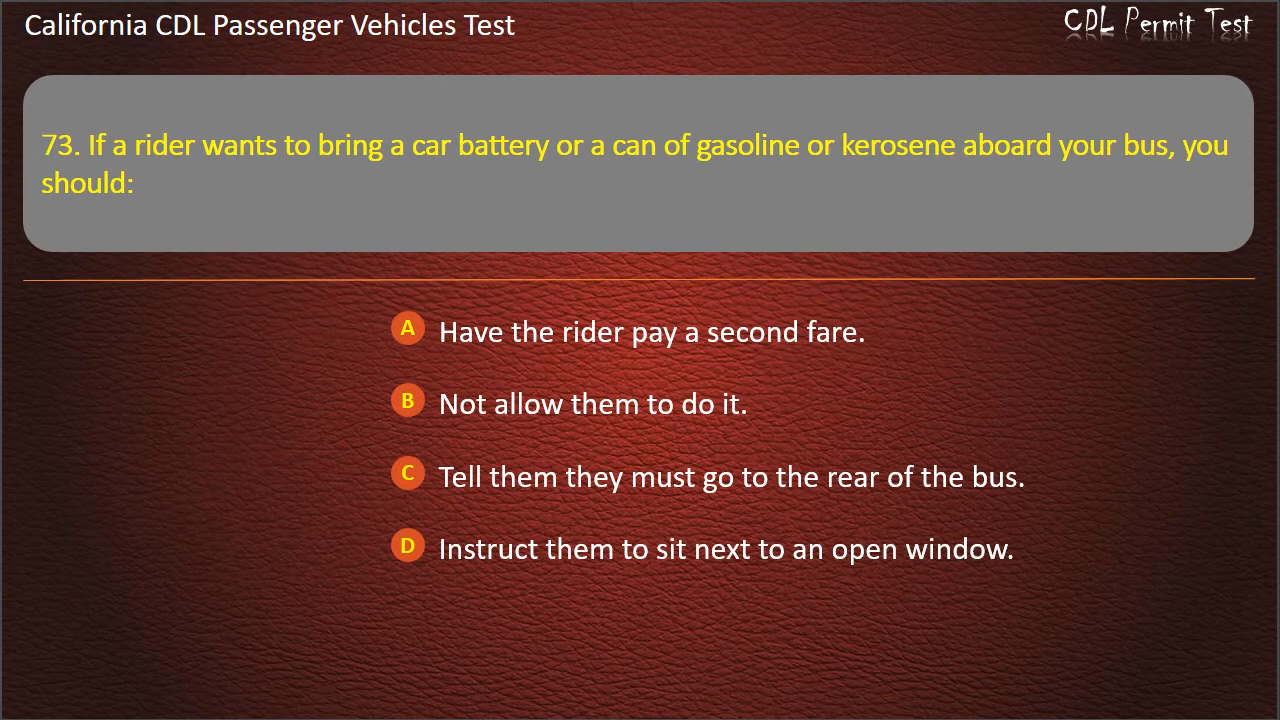 California CDL Passenger Vehicles Test
CDL Permit Test
73. If a rider wants to bring a car battery or a can of gasoline or kerosene aboard your bus, you
should:
A Have the rider pay a second fare.
B Not allow them to do it.
C Tell them they must go to the rear of the bus.
D Instruct them to sit next to an open window.